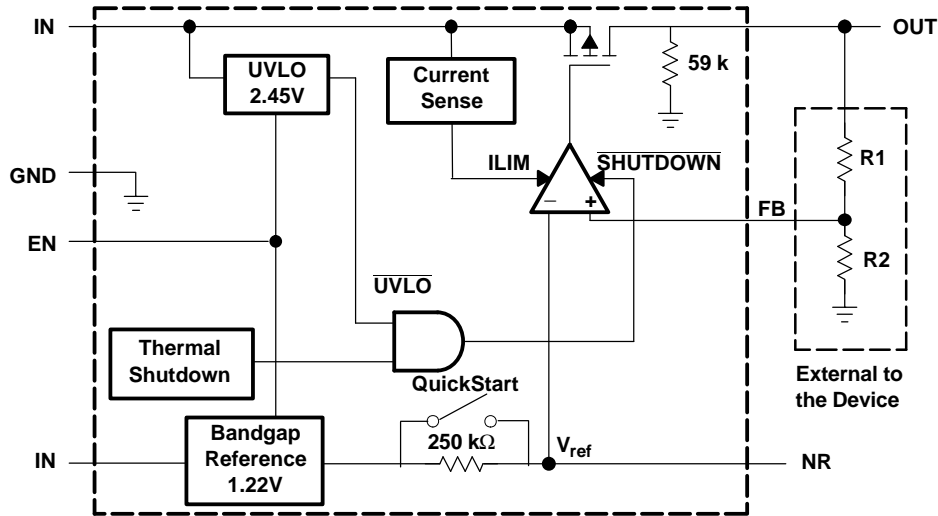 IN
OUT
UVLO
2.45V
Current
Sense
59 k
GND
ILIM
SHUTDOWN
R1
FB
EN
R2
UVLO
Thermal
Shutdown
QuickStart
External to
the Device
IN
Bandgap
Reference
1.22V
250 kΩ
Vref
NR
− +